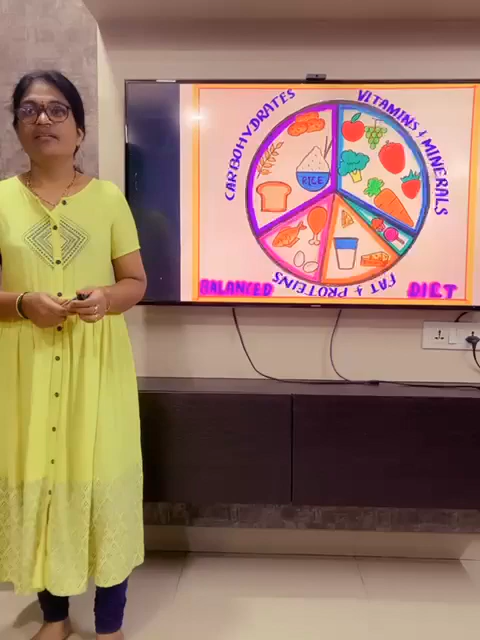 CARBOHYDRATES
VITAMINS & MINERALS
RICE
FAT & PROTEINS
BALANCED DIET